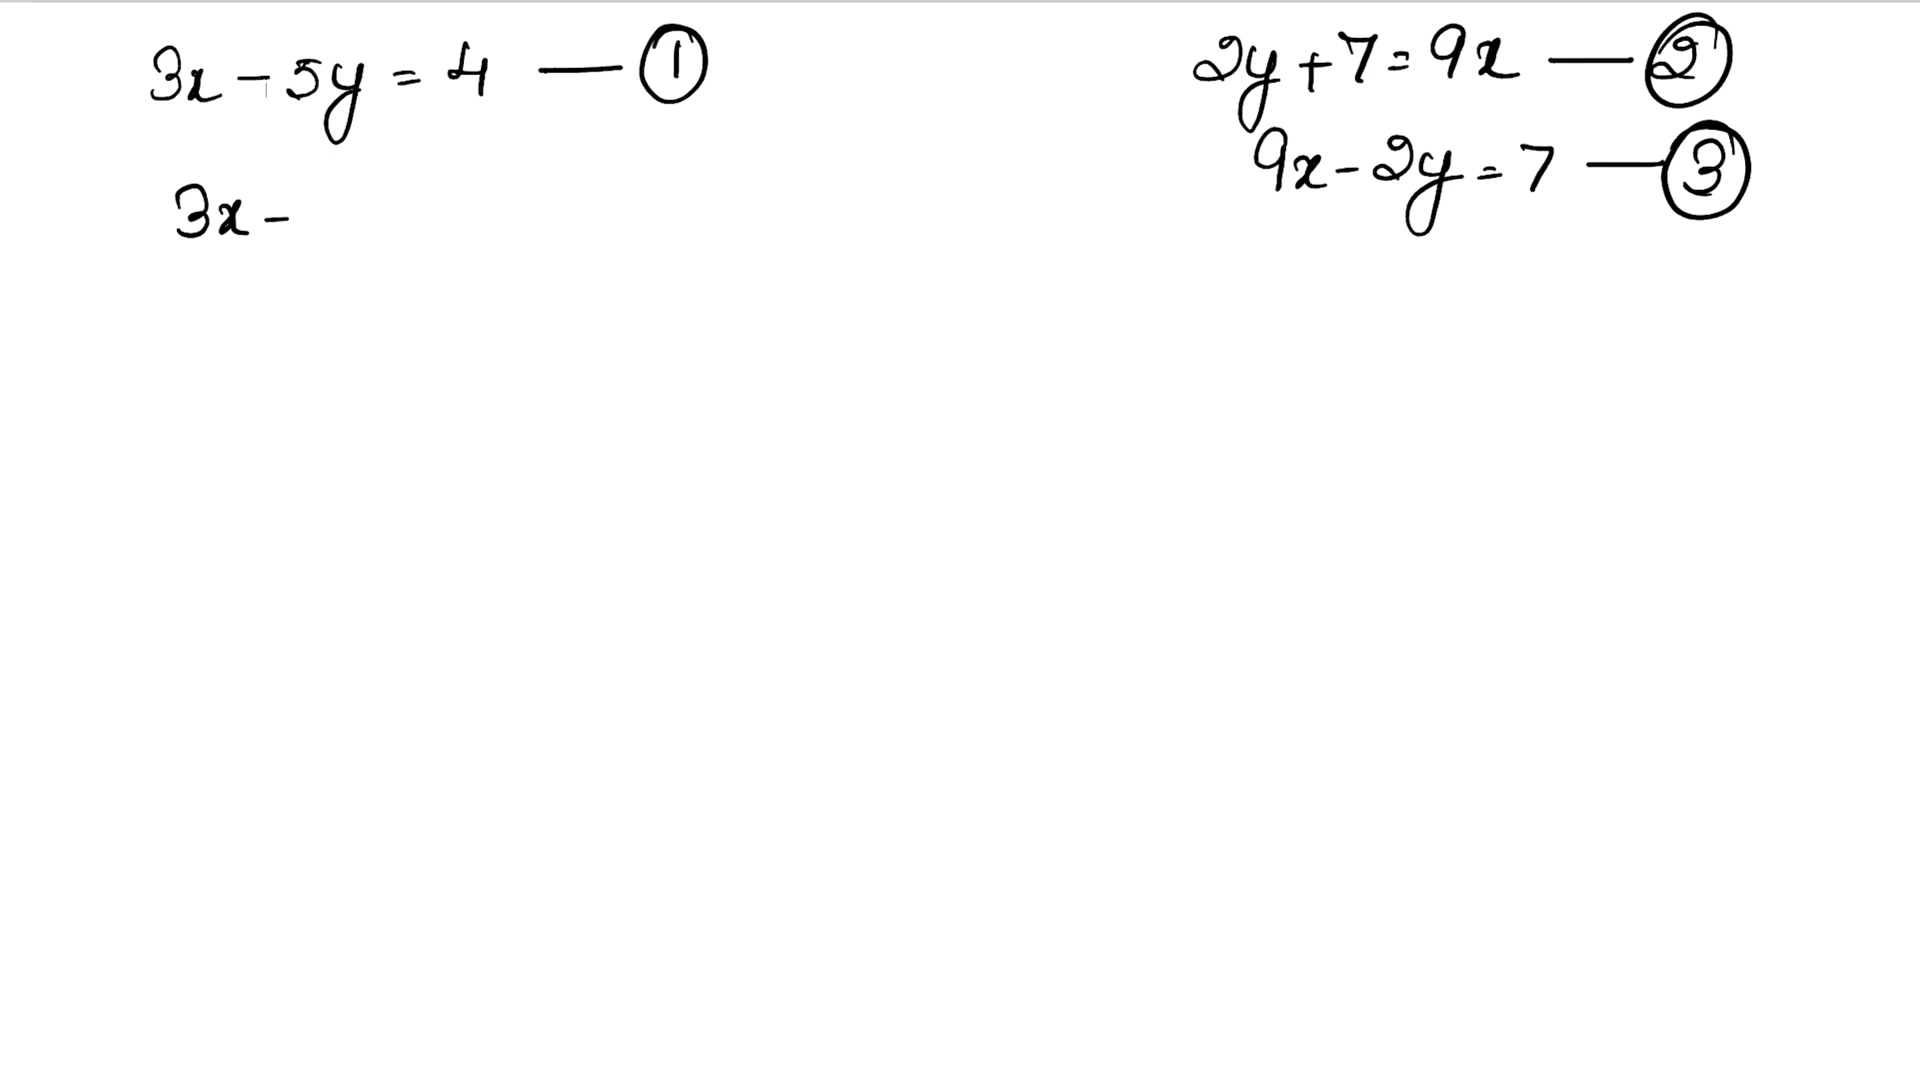 3x - 5y = 4 — ①
3x -
2y + 7 = 9x — ②
9x - 2y = 7 — ③